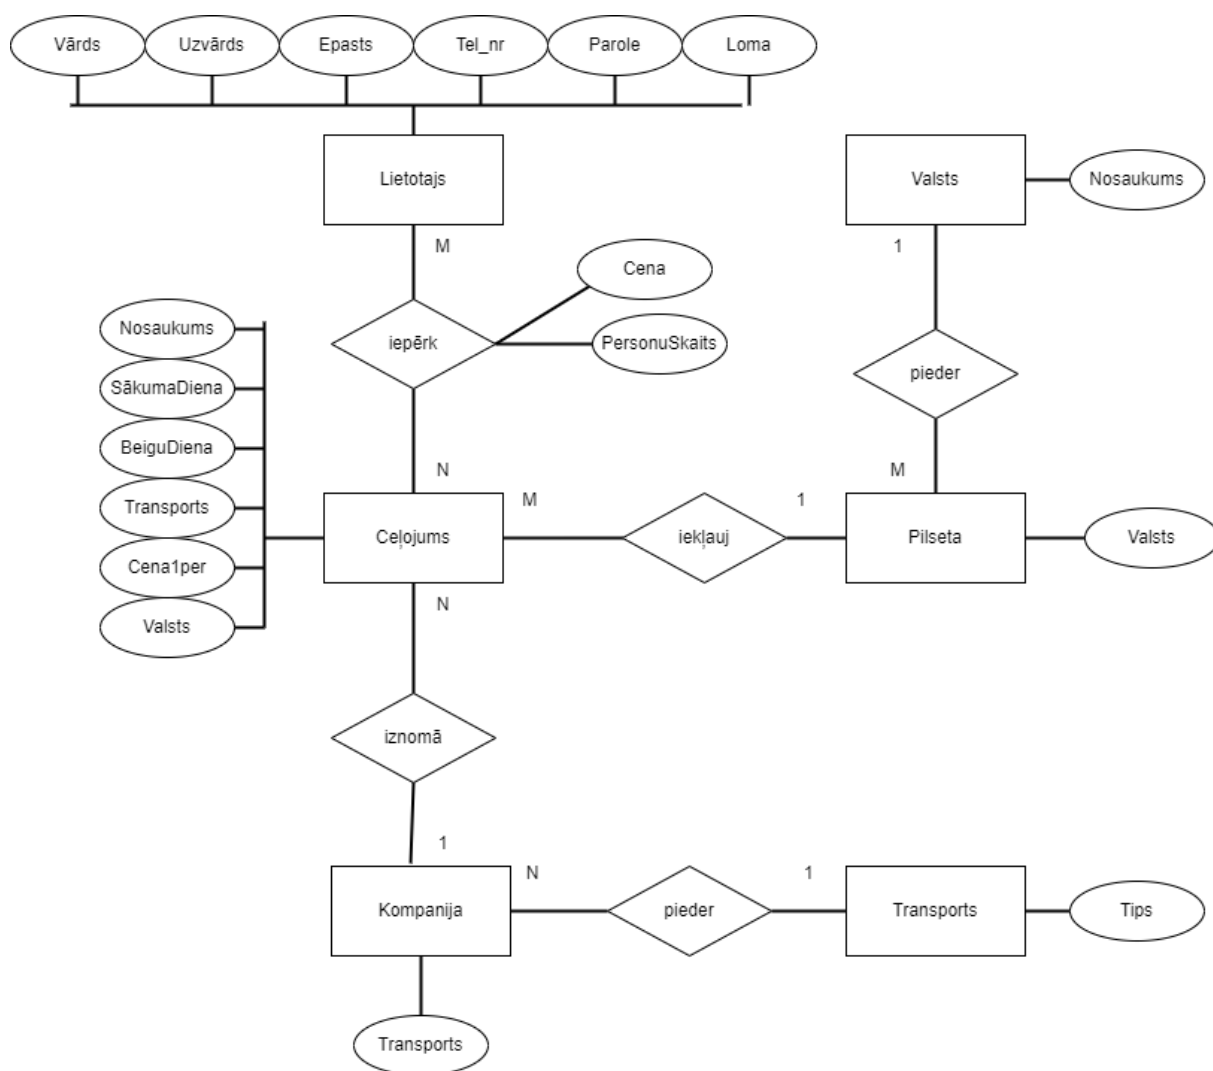 Vārds
Uzvārds
Epasts
Tel_nr
Parole
Loma
Lietotajs
Valsts
Nosaukums
M
1
Cena
iepērk
PersonuSkaits
Nosaukums
SākumaDiena
BeiguDiena
Transports
Cena1per
Valsts
pieder
N
M
M
1
Ceļojums
iekļauj
Pilseta
Valsts
N
iznomā
1
N
1
Kompanija
pieder
Transports
Tips
Transports